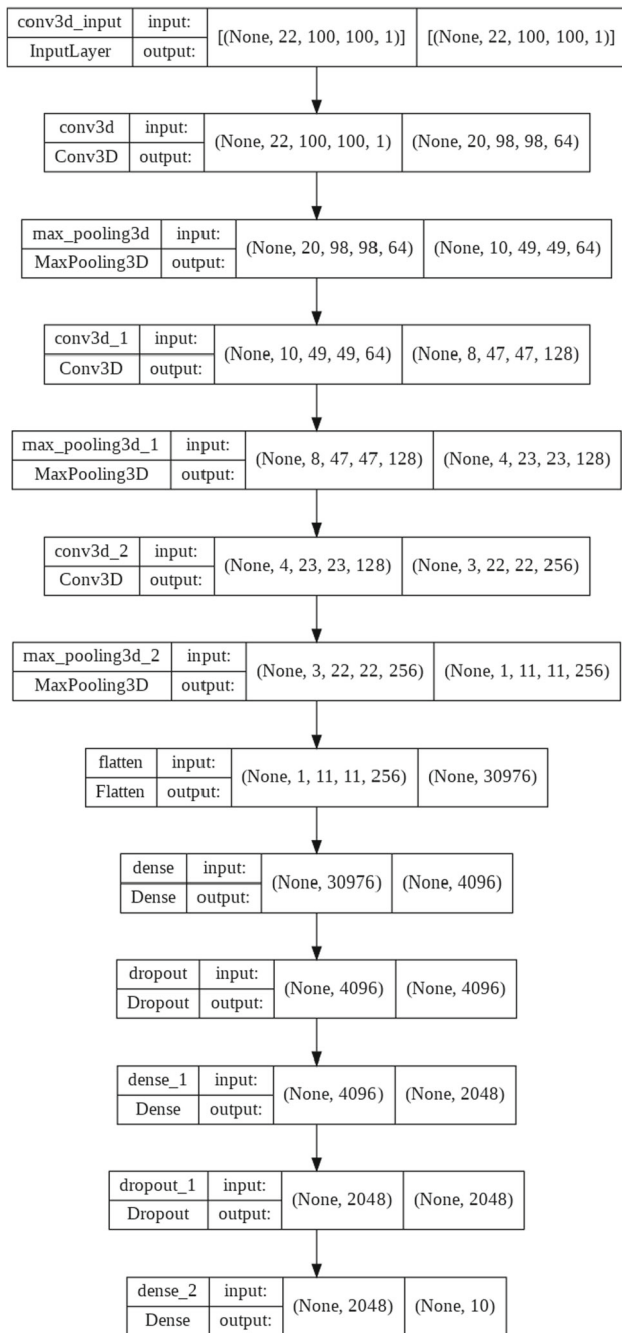 conv3d_input input: [(None, 22, 100, 100, 1)] [(None, 22, 100, 100, 1)]
InputLayer output:
conv3d input: (None, 22, 100, 100, 1) (None, 20, 98, 98, 64)
Conv3D output:
max_pooling3d input: (None, 20, 98, 98, 64) (None, 10, 49, 49, 64)
MaxPooling3D output:
conv3d_1 input: (None, 10, 49, 49, 64) (None, 8, 47, 47, 128)
Conv3D output:
max_pooling3d_1 input: (None, 8, 47, 47, 128) (None, 4, 23, 23, 128)
MaxPooling3D output:
conv3d_2 input: (None, 4, 23, 23, 128) (None, 3, 22, 22, 256)
Conv3D output:
max_pooling3d_2 input: (None, 3, 22, 22, 256) (None, 1, 11, 11, 256)
MaxPooling3D output:
flatten input: (None, 1, 11, 11, 256) (None, 30976)
Flatten output:
dense input: (None, 30976) (None, 4096)
Dense output:
dropout input: (None, 4096) (None, 4096)
Dropout output:
dense_1 input: (None, 4096) (None, 2048)
Dense output:
dropout_1 input: (None, 2048) (None, 2048)
Dropout output:
dense_2 input: (None, 2048) (None, 10)
Dense output: